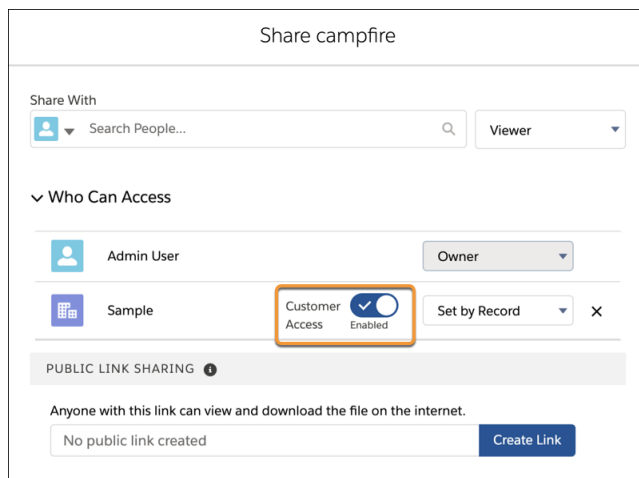 Share campfire
Share With
Search People...
Viewer
Who Can Access
Admin User
Owner
Sample
Customer
Access
Enabled
Set by Record
PUBLIC LINK SHARING
Anyone with this link can view and download the file on the internet.
No public link created
Create Link